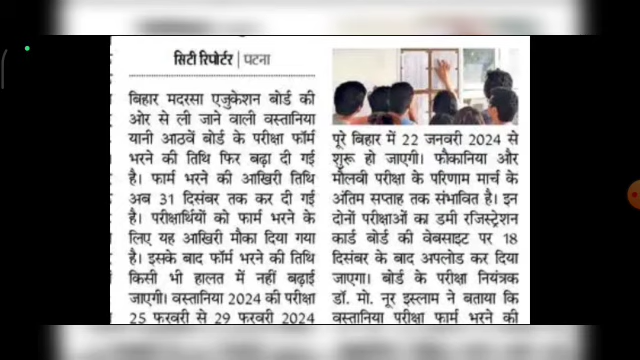 सिटी रिपोर्टर | पटना
बिहार मदरसा एजुकेशन बोर्ड की
ओर से ली जाने वाली वस्तानिया
यानी आठवें बोर्ड के परीक्षा फॉर्म
भरने की तिथि फिर बढ़ा दी गई
है। फार्म भरने की आखिरी तिथि
अब 31 दिसंबर तक कर दी गई
है। परीक्षार्थियों को फार्म भरने के
लिए यह आखिरी मौका दिया गया
है। इसके बाद फॉर्म भरने की तिथि
किसी भी हालत में नहीं बढ़ाई
जाएगी। वस्तानिया 2024 की परीक्षा
25 फरवरी से 29 फरवरी 2024
पूरे बिहार में 22 जनवरी 2024 से
शुरू हो जाएगी। फौकानिया और
मौलवी परीक्षा के परिणाम मार्च के
अंतिम सप्ताह तक संभावित है। इन
दोनों परीक्षाओं का डमी रजिस्ट्रेशन
कार्ड बोर्ड की वेबसाइट पर 18
दिसंबर के बाद अपलोड कर दिया
जाएगा। बोर्ड के परीक्षा नियंत्रक
डॉ. मो. नूर इस्लाम ने बताया कि
वस्तानिया परीक्षा फार्म भरने की